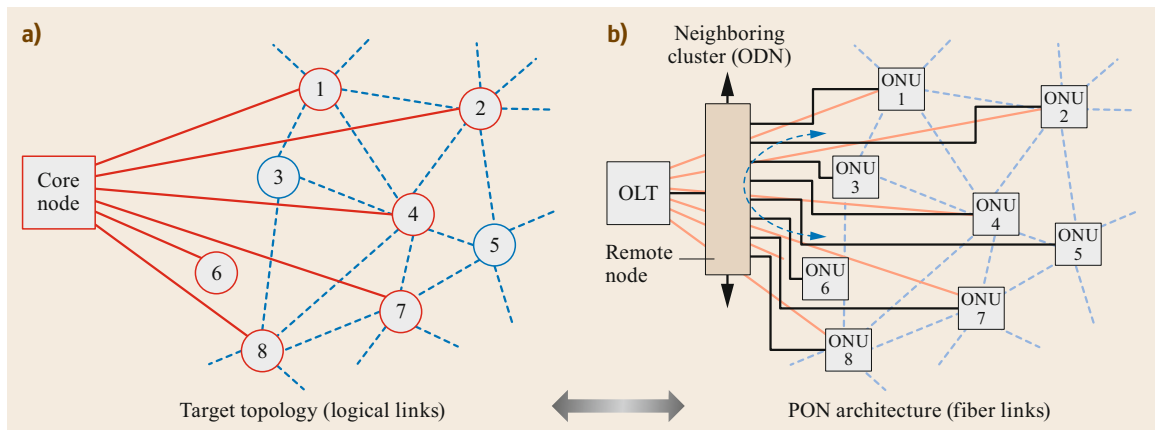 a)
Core
node
1
2
3
4
5
6
7
8
Target topology (logical links)
b)
Neighboring
cluster (ODN)
OLT
Remote
node
ONU
1
ONU
2
ONU
3
ONU
4
ONU
5
ONU
6
ONU
7
ONU
8
PON architecture (fiber links)